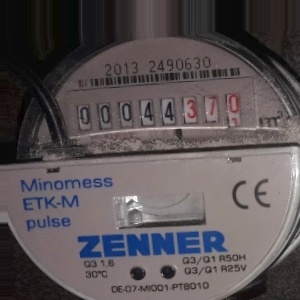 2013 2490630
00044370
m³
Minomess
ETK-M
pulse
CE
ZENNER
Q3 1.6
Q3/Q1 R50H
30°C
Q3/Q1 R25V
DE-07-MI001-PTB010